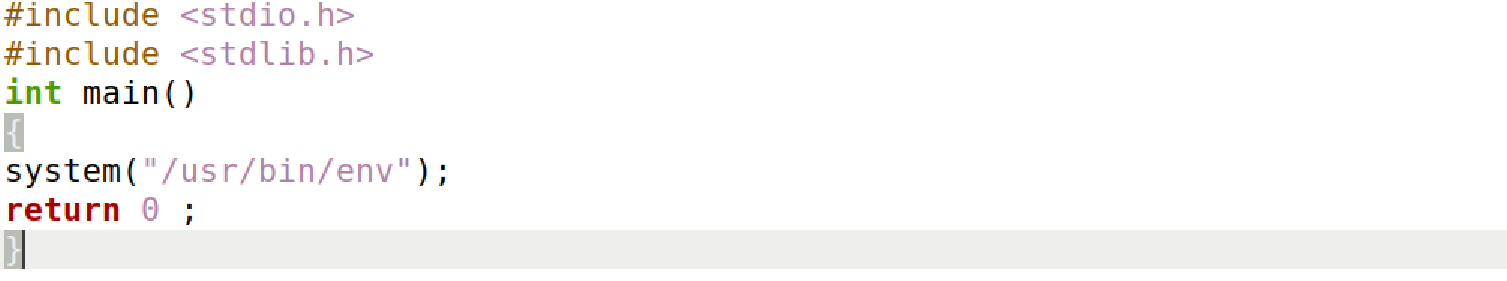 #include <stdio.h>
#include <stdlib.h>
int main()
{
system("/usr/bin/env");
return 0 ;
}